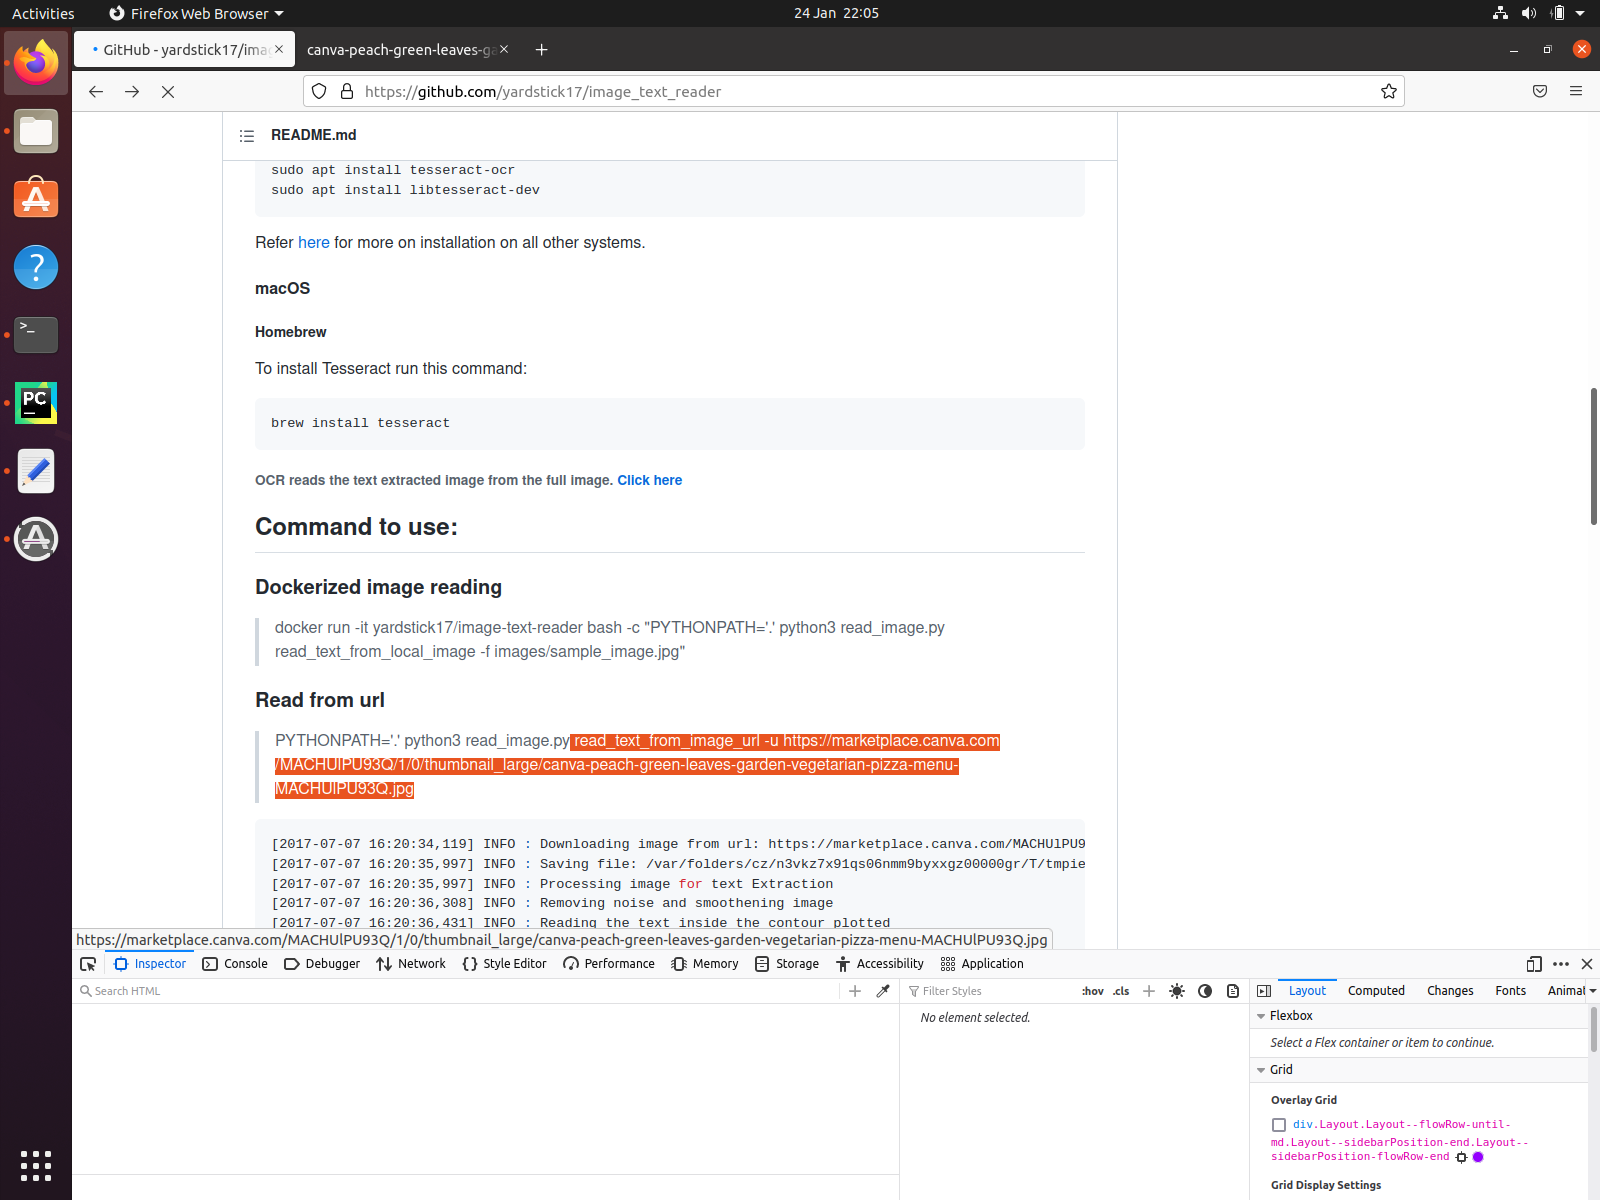 Activities
Firefox Web Browser
24 Jan 22:05
GitHub - yardstick17/ima
canva-peach-green-leaves-ga
https://github.com/yardstick17/image_text_reader
README.md
sudo apt install tesseract-ocr
sudo apt install libtesseract-dev
Refer here for more on installation on all other systems.
macOS
Homebrew
To install Tesseract run this command:
brew install tesseract
OCR reads the text extracted image from the full image. Click here
Command to use:
Dockerized image reading
docker run -it yardstick17/image-text-reader bash -c "PYTHONPATH='.' python3 read_image.py
read_text_from_local_image -f images/sample_image.jpg"
Read from url
PYTHONPATH='.' python3 read_image.py read_text_from_image_url -u https://marketplace.canva.com
/MACHUlPU93Q/1/0/thumbnail_large/canva-peach-green-leaves-garden-vegetarian-pizza-menu-
MACHUlPU93Q.jpg
[2017-07-07 16:20:34,119] INFO : Downloading image from url: https://marketplace.canva.com/MACHUlPU9
[2017-07-07 16:20:35,997] INFO : Saving file: /var/folders/cz/n3vkz7x91qs06nmm9byxxgz00000gr/T/tmpie
[2017-07-07 16:20:35,997] INFO : Processing image for text Extraction
[2017-07-07 16:20:36,308] INFO : Removing noise and smoothening image
[2017-07-07 16:20:36,431] INFO : Reading the text inside the contour plotted
https://marketplace.canva.com/MACHUlPU93Q/1/0/thumbnail_large/canva-peach-green-leaves-garden-vegetarian-pizza-menu-MACHUlPU93Q.jpg
Inspector
Console
Debugger
Network
Style Editor
Performance
Memory
Storage
Accessibility
Application
Search HTML
Filter Styles
:hov
.cls
Layout
Computed
Changes
Fonts
Animat
No element selected.
Flexbox
Select a Flex container or item to continue.
Grid
Overlay Grid
div.Layout.Layout--flowRow-until-
md.Layout--sidebarPosition-end.Layout--
sidebarPosition-flowRow-end
Grid Display Settings